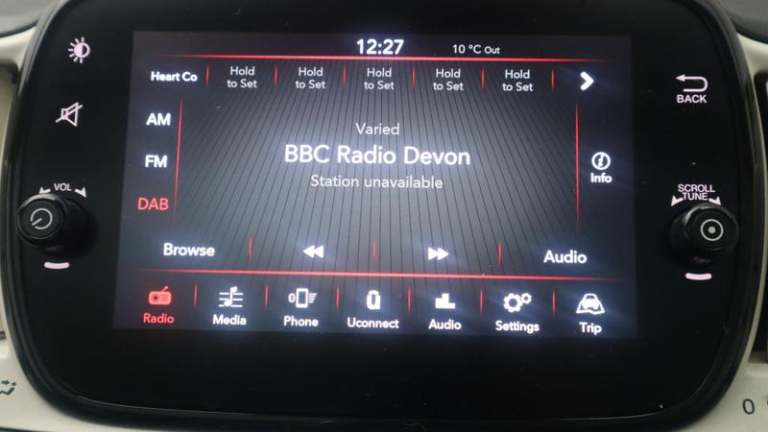 12:27 10 °C Out
Heart Co Hold to Set Hold to Set Hold to Set Hold to Set Hold to Set
BACK
AM
Varied
FM
BBC Radio Devon
Info
Station unavailable
DAB
VOL
SCROLL
TUNE
Browse Audio
Radio Media Phone Uconnect Audio Settings Trip
0